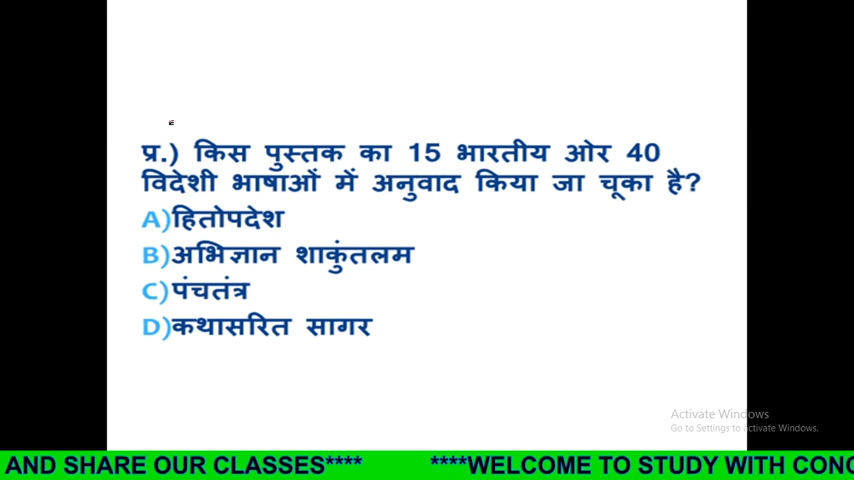 प्र.) किस पुस्तक का 15 भारतीय ओर 40
विदेशी भाषाओं में अनुवाद किया जा चूका है?
A)हितोपदेश
B)अभिज्ञान शाकुंतलम
C)पंचतंत्र
D)कथासरित सागर
Activate Windows
Go to Settings to activate Windows.
AND SHARE OUR CLASSES**** ****WELCOME TO STUDY WITH CONC